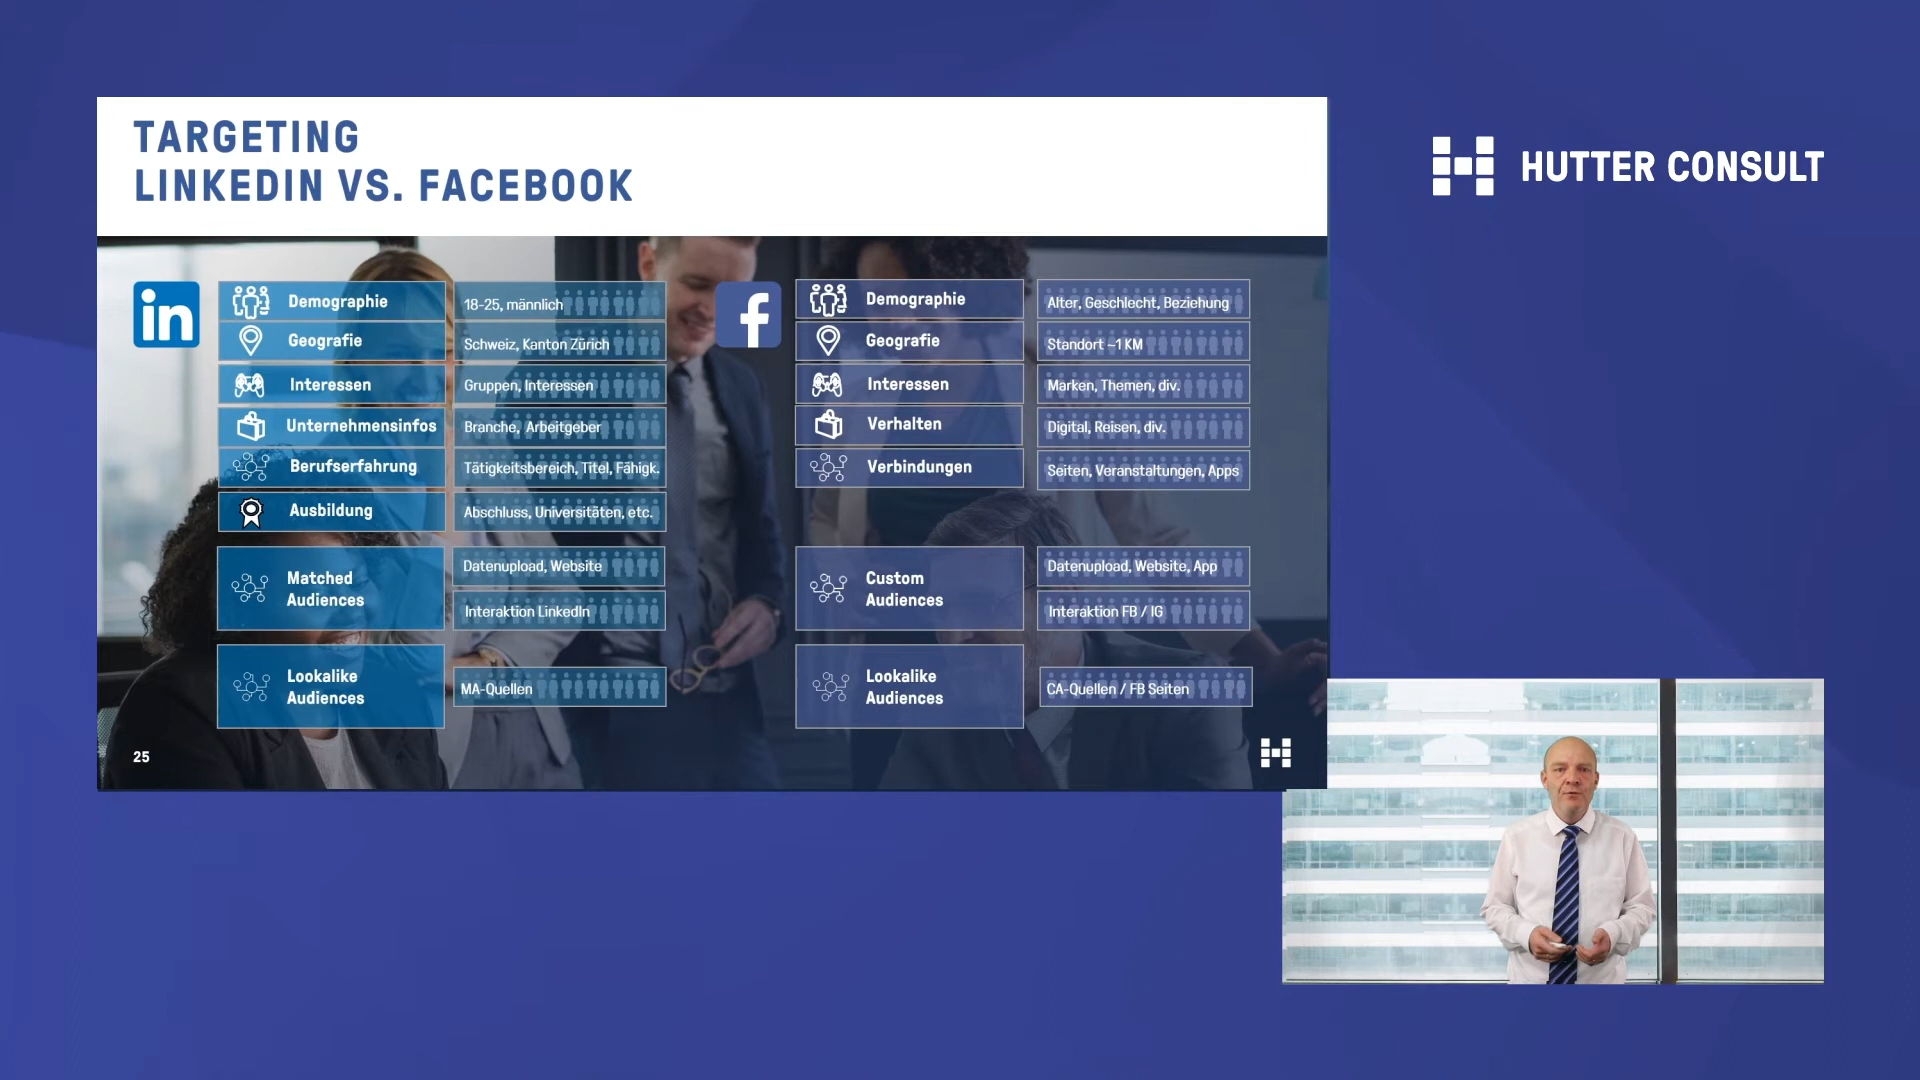 TARGETING
LINKEDIN VS. FACEBOOK
HUTTER CONSULT
in
Demographie
18-25, männlich
Geografie
Schweiz, Kanton Zürich
Interessen
Gruppen, Interessen
Unternehmensinfos
Branche, Arbeitgeber
Berufserfahrung
Tätigkeitsbereich, Titel, Fähigk.
Ausbildung
Abschluss, Universitäten, etc.
Matched
Audiences
Datenupload, Website
Interaktion LinkedIn
Lookalike
Audiences
MA-Quellen
f
Demographie
Alter, Geschlecht, Beziehung
Geografie
Standort ~1 KM
Interessen
Marken, Themen, div.
Verhalten
Digital, Reisen, div.
Verbindungen
Seiten, Veranstaltungen, Apps
Custom
Audiences
Datenupload, Website, App
Interaktion FB / IG
Lookalike
Audiences
CA-Quellen / FB Seiten
25